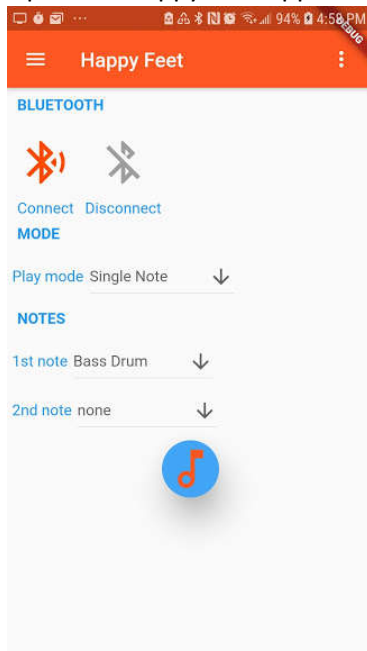 94% 4:58 PM
DEBUG
Happy Feet
BLUETOOTH
Connect Disconnect
MODE
Play mode Single Note
NOTES
1st note Bass Drum
2nd note none